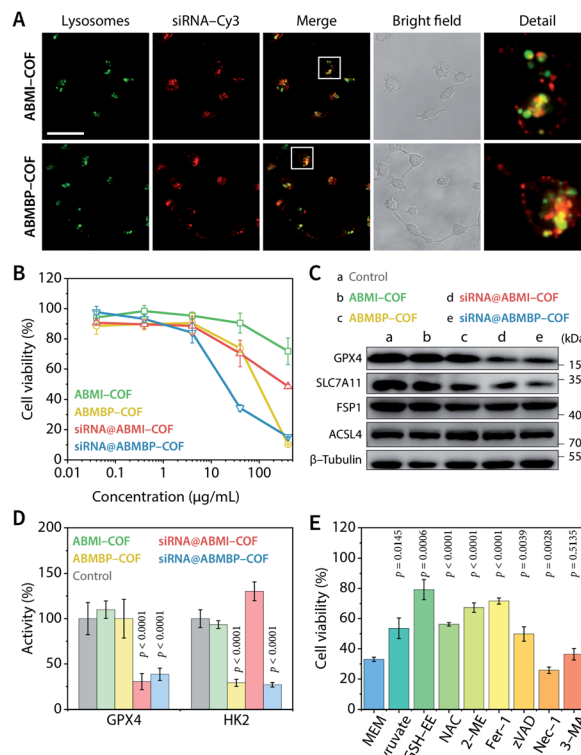 A
Lysosomes siRNA–Cy3 Merge Bright field Detail
ABMI–COF
ABMBP–COF
B
Cell viability (%)
120
100
80
60
40
20
0
ABMI–COF
ABMBP–COF
siRNA@ABMI–COF
siRNA@ABMBP–COF
0.01 0.1 1 10 100
Concentration (μg/mL)
C
a Control
b ABMI–COF d siRNA@ABMI–COF
c ABMBP–COF e siRNA@ABMBP–COF
a b c d e (kDa
GPX4
15
SLC7A11
35
FSP1
40
ACSL4
70
β–Tubulin
55
D
Activity (%)
200
150
100
50
0
ABMI–COF siRNA@ABMI–COF
ABMBP–COF siRNA@ABMBP–COF
Control
p < 0.0001
p < 0.0001
p < 0.0001
p < 0.0001
GPX4 HK2
E
Cell viability (%)
120
100
80
60
40
20
0
p = 0.0145
p = 0.0006
p < 0.0001
p < 0.0001
p < 0.0001
p = 0.0039
p = 0.0028
p = 0.5135
MEM
yruvate
SSH–EE
NAC
2–ME
Fer–1
zVAD
Nec–1
3–MA